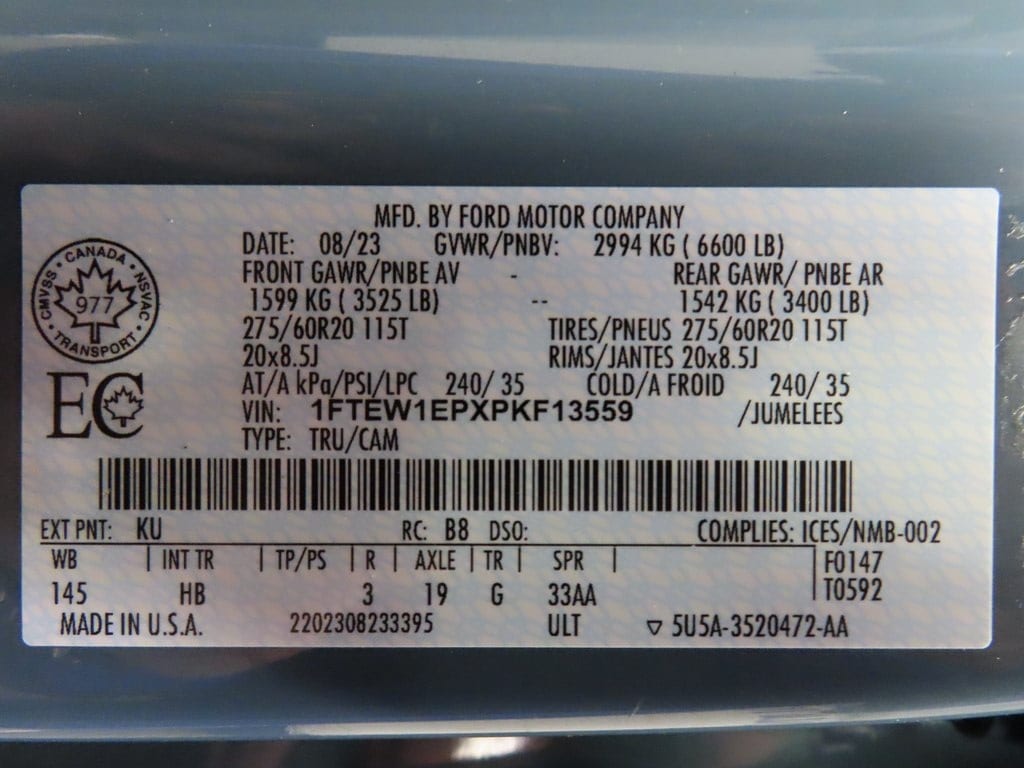 MFD. BY FORD MOTOR COMPANY
DATE: 08/23 GVWR/PNBV: 2994 KG ( 6600 LB)
FRONT GAWR/PNBE AV - REAR GAWR/ PNBE AR
1599 KG ( 3525 LB) -- 1542 KG ( 3400 LB)
275/60R20 115T TIRES/PNEUS 275/60R20 115T
20x8.5J RIMS/JANTES 20x8.5J
AT/A kPa/PSI/LPC 240/ 35 COLD/A FROID 240/ 35
VIN: 1FTEW1EPXPKF13559 /JUMELEES
TYPE: TRU/CAM
CMVSS · CANADA · NSVAC · TRANSPORT ·
977
EC
EXT PNT: KU RC: B8 DSO: COMPLIES: ICES/NMB-002
WB | INT TR | TP/PS | R | AXLE | TR | SPR | F0147
145 HB 3 19 G 33AA T0592
MADE IN U.S.A. 2202308233395 ULT ▽ 5U5A-3520472-AA